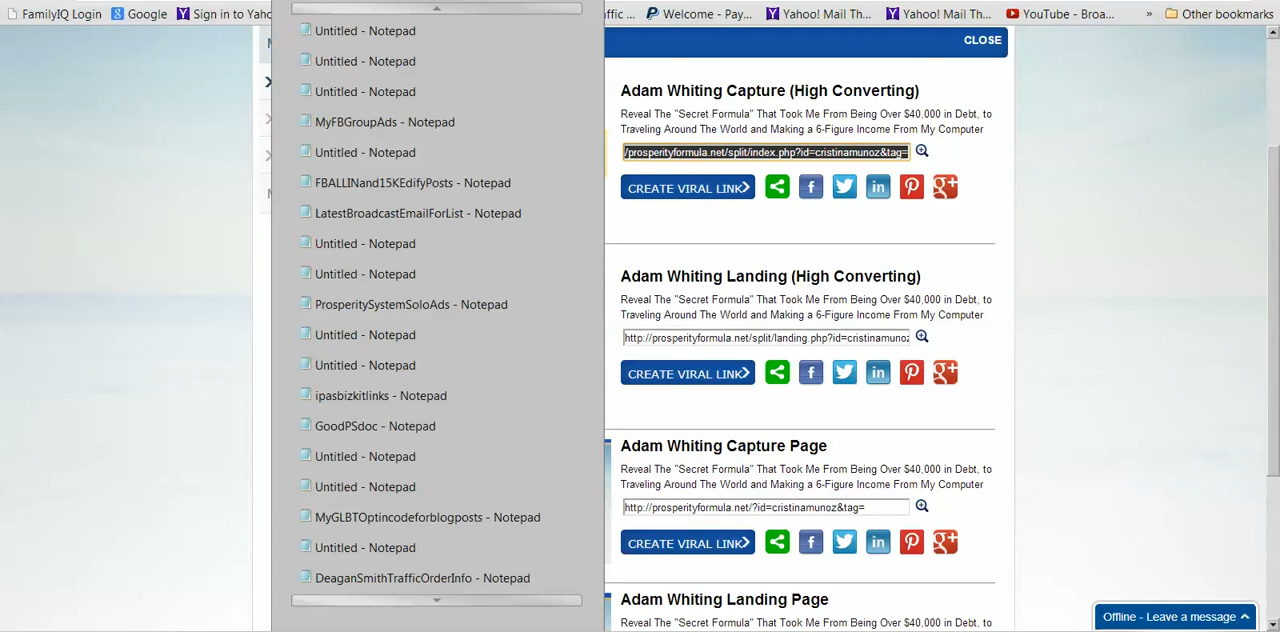 FamilyIQ Login
Google
Sign in to Yaho
ffic ...
Welcome - Pay...
Yahoo! Mail Th...
Yahoo! Mail Th...
YouTube - Broa...
»
Other bookmarks
Untitled - Notepad
Untitled - Notepad
Untitled - Notepad
MyFBGroupAds - Notepad
Untitled - Notepad
FBALLINand15KEdifyPosts - Notepad
LatestBroadcastEmailForList - Notepad
Untitled - Notepad
Untitled - Notepad
ProsperitySystemSoloAds - Notepad
Untitled - Notepad
Untitled - Notepad
ipasbizkitlinks - Notepad
GoodPSdoc - Notepad
Untitled - Notepad
Untitled - Notepad
MyGLBTOptincodeforblogposts - Notepad
Untitled - Notepad
DeaganSmithTrafficOrderInfo - Notepad
CLOSE
Adam Whiting Capture (High Converting)
Reveal The "Secret Formula" That Took Me From Being Over $40,000 in Debt, to
Traveling Around The World and Making a 6-Figure Income From My Computer
/prosperityformula.net/split/index.php?id=cristinamunoz&tag=
CREATE VIRAL LINK
Adam Whiting Landing (High Converting)
Reveal The "Secret Formula" That Took Me From Being Over $40,000 in Debt, to
Traveling Around The World and Making a 6-Figure Income From My Computer
http://prosperityformula.net/split/landing.php?id=cristinamunoz
CREATE VIRAL LINK
Adam Whiting Capture Page
Reveal The "Secret Formula" That Took Me From Being Over $40,000 in Debt, to
Traveling Around The World and Making a 6-Figure Income From My Computer
http://prosperityformula.net/?id=cristinamunoz&tag=
CREATE VIRAL LINK
Adam Whiting Landing Page
Reveal The "Secret Formula" That Took Me From Being Over $40,000 in Debt, to
Offline - Leave a message